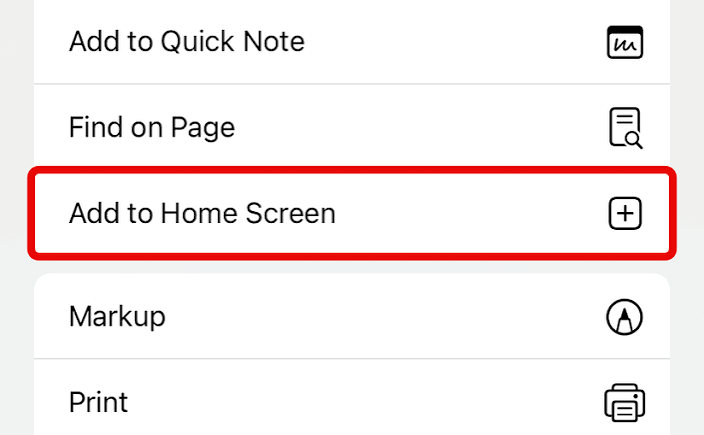 Add to Quick Note
Find on Page
Add to Home Screen
Markup
Print